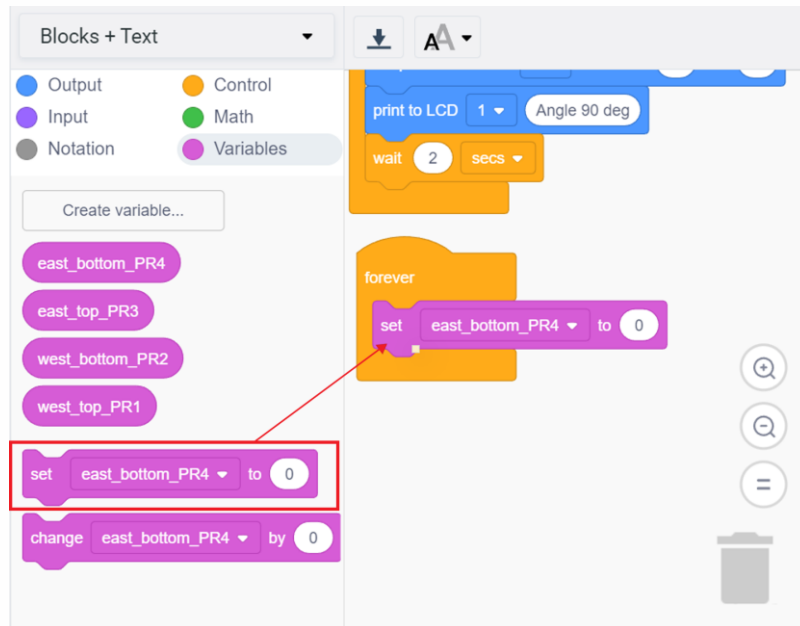 Blocks + Text
AA
Output
Control
Input
Math
Notation
Variables
Create variable...
east_bottom_PR4
east_top_PR3
west_bottom_PR2
west_top_PR1
set east_bottom_PR4 to 0
change east_bottom_PR4 by 0
print to LCD 1 Angle 90 deg
wait 2 secs
forever
set east_bottom_PR4 to 0